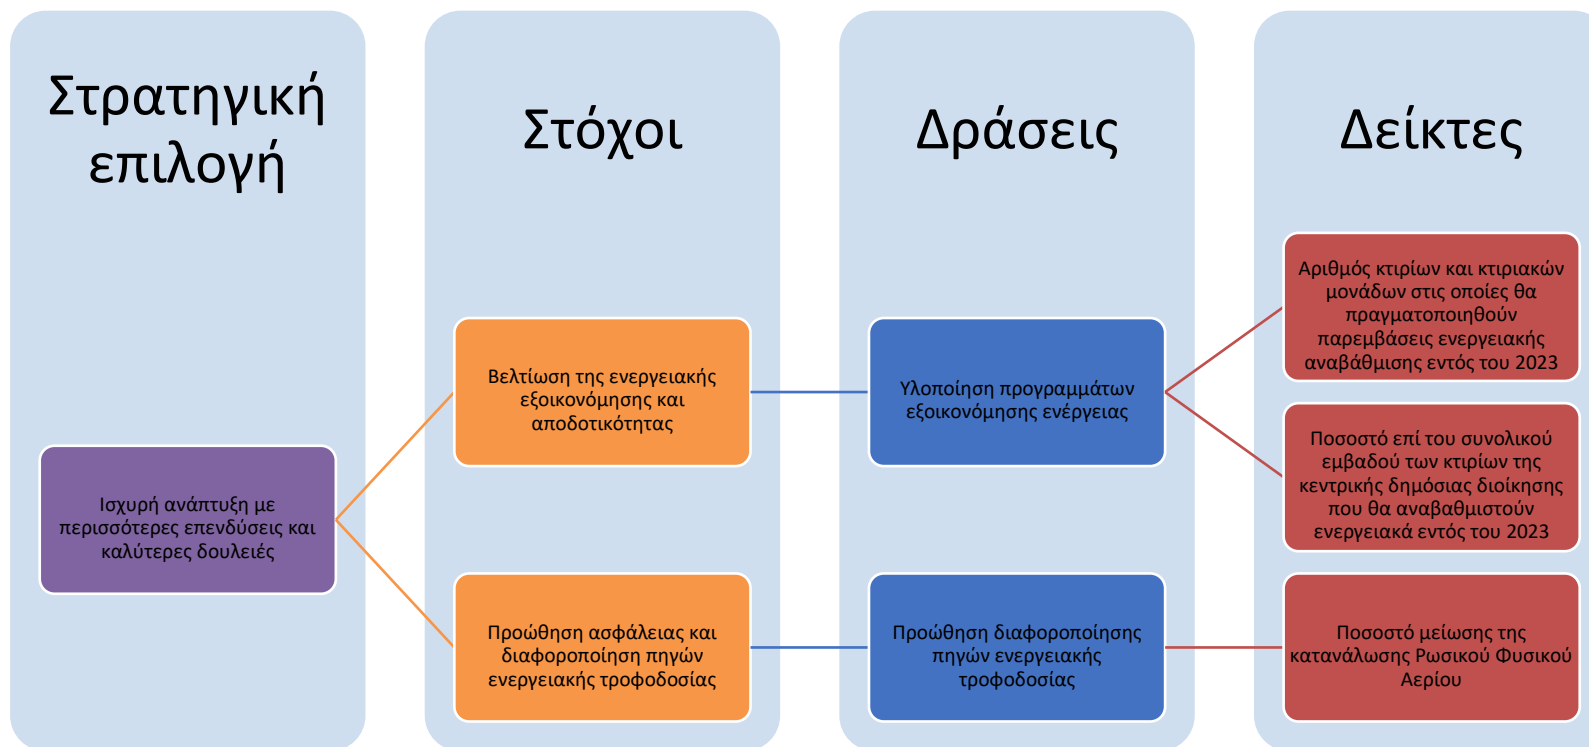 Στρατηγική
επιλογή
Στόχοι
Δράσεις
Δείκτες
Ισχυρή ανάπτυξη με
περισσότερες επενδύσεις και
καλύτερες δουλειές
Βελτίωση της ενεργειακής
εξοικονόμησης και
αποδοτικότητας
Υλοποίηση προγραμμάτων
εξοικονόμησης ενέργειας
Αριθμός κτιρίων και κτιριακών
μονάδων στις οποίες θα
πραγματοποιηθούν
παρεμβάσεις ενεργειακής
αναβάθμισης εντός του 2023
Ποσοστό επί του συνολικού
εμβαδού των κτιρίων της
κεντρικής δημόσιας διοίκησης
που θα αναβαθμιστούν
ενεργειακά εντός του 2023
Προώθηση ασφάλειας και
διαφοροποίηση πηγών
ενεργειακής τροφοδοσίας
Προώθηση διαφοροποίησης
πηγών ενεργειακής
τροφοδοσίας
Ποσοστό μείωσης της
κατανάλωσης Ρωσικού Φυσικού
Αερίου